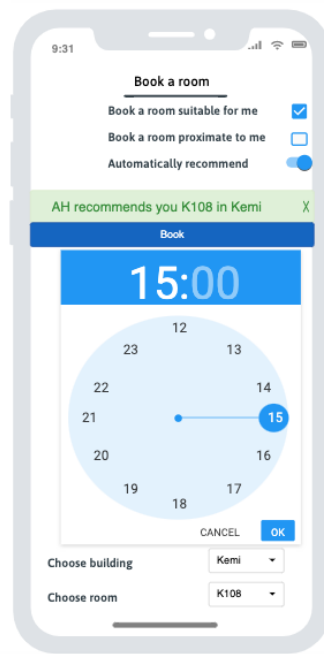 9:31
Book a room
Book a room suitable for me
Book a room proximate to me
Automatically recommend
AH recommends you K108 in Kemi X
Book
15:00
12
23 13
22 14
21 15
20 16
19 17
18
CANCEL OK
Choose building Kemi
Choose room K108